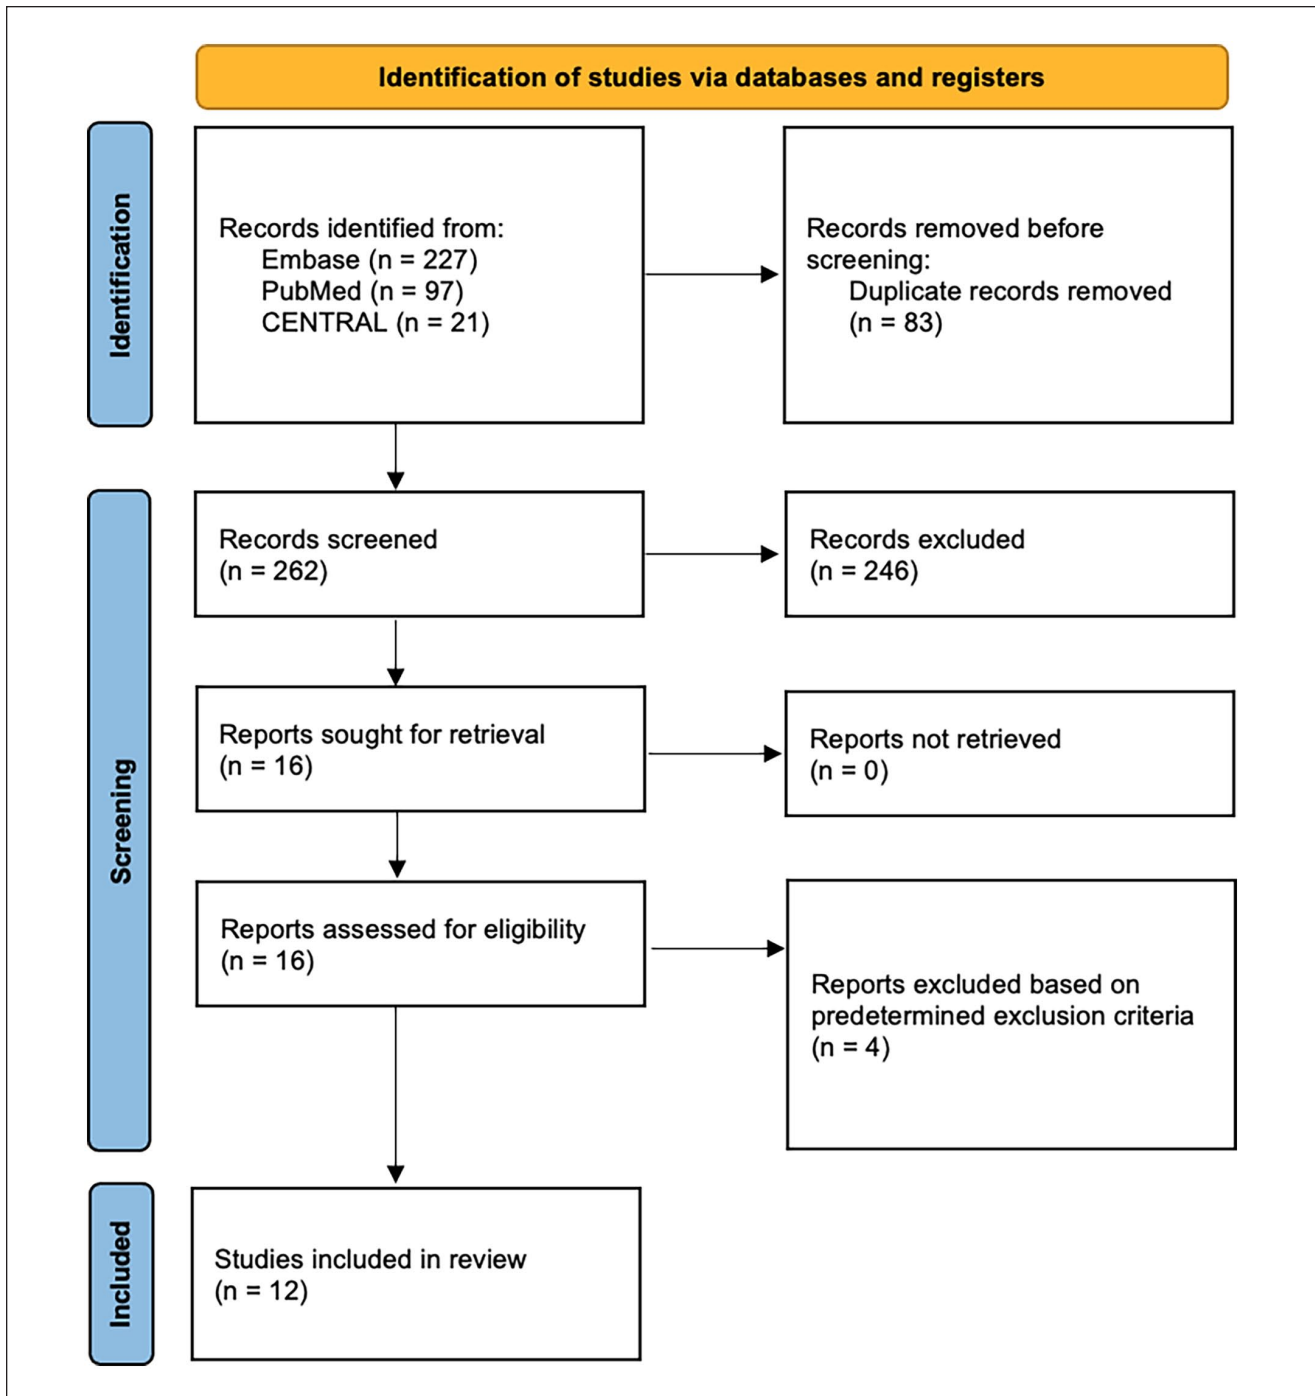 Identification of studies via databases and registers
Identification
Records identified from:
Embase (n = 227)
PubMed (n = 97)
CENTRAL (n = 21)
Records removed before
screening:
Duplicate records removed
(n = 83)
Screening
Records screened
(n = 262)
Records excluded
(n = 246)
Reports sought for retrieval
(n = 16)
Reports not retrieved
(n = 0)
Reports assessed for eligibility
(n = 16)
Reports excluded based on
predetermined exclusion criteria
(n = 4)
Included
Studies included in review
(n = 12)